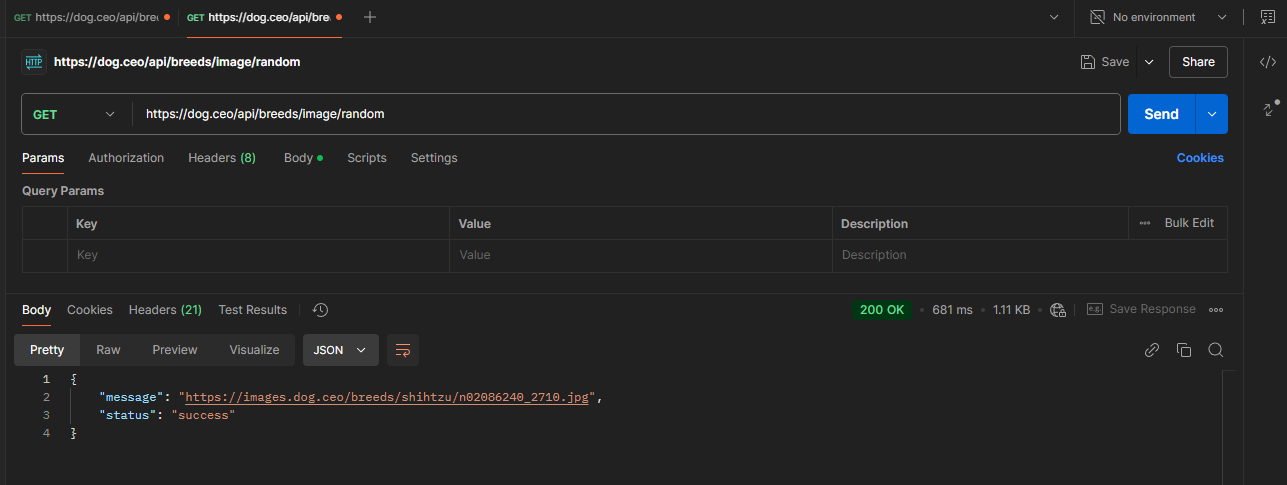 GET https://dog.ceo/api/bre GET https://dog.ceo/api/bre No environment
HTTP https://dog.ceo/api/breeds/image/random Save Share
GET https://dog.ceo/api/breeds/image/random Send
Params Authorization Headers (8) Body Scripts Settings Cookies
Query Params
Key Value Description Bulk Edit
Key Value Description
Body Cookies Headers (21) Test Results 200 OK 681 ms 1.11 KB e.g. Save Response
Pretty Raw Preview Visualize JSON
1 {
2 "message": "https://images.dog.ceo/breeds/shihtzu/n02086240_2710.jpg",
3 "status": "success"
4 }